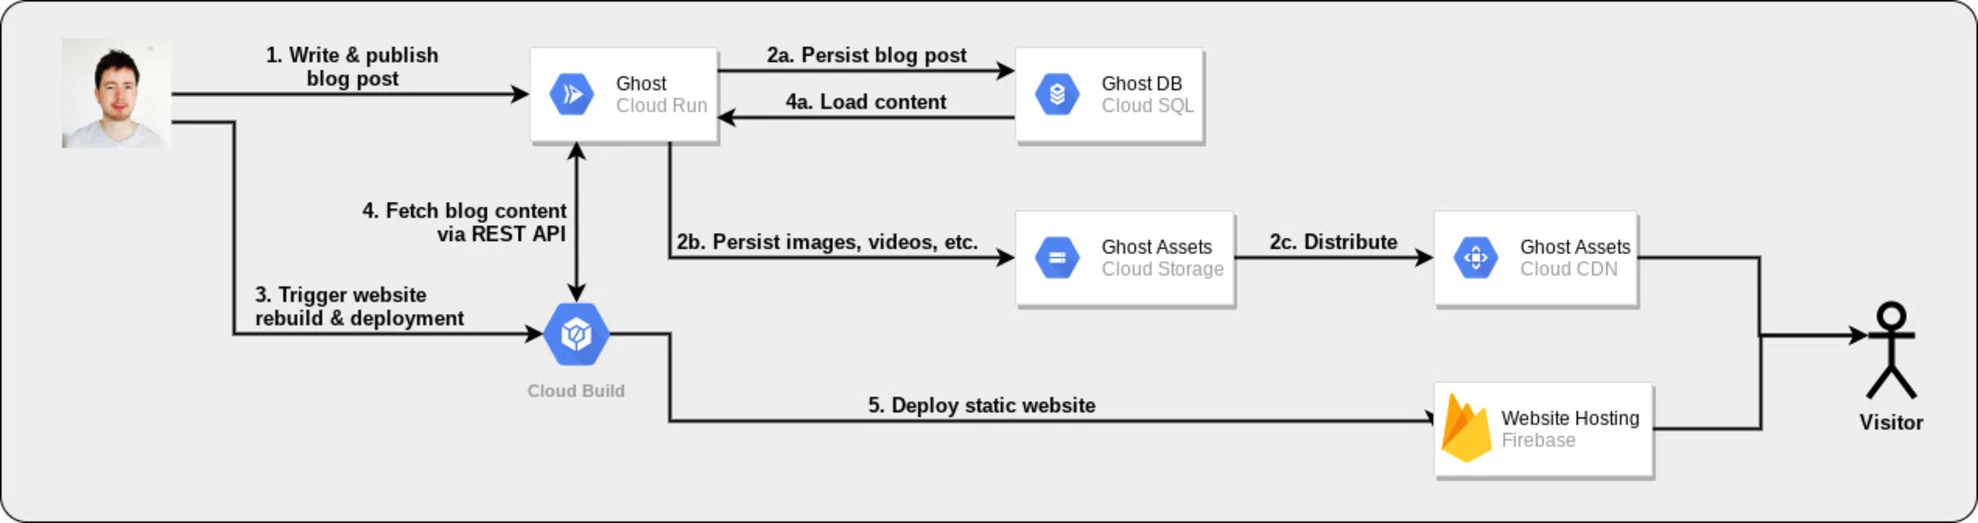 1. Write & publish
blog post
Ghost
Cloud Run
2a. Persist blog post
4a. Load content
Ghost DB
Cloud SQL
4. Fetch blog content
via REST API
2b. Persist images, videos, etc.
Ghost Assets
Cloud Storage
2c. Distribute
Ghost Assets
Cloud CDN
3. Trigger website
rebuild & deployment
Cloud Build
5. Deploy static website
Website Hosting
Firebase
Visitor